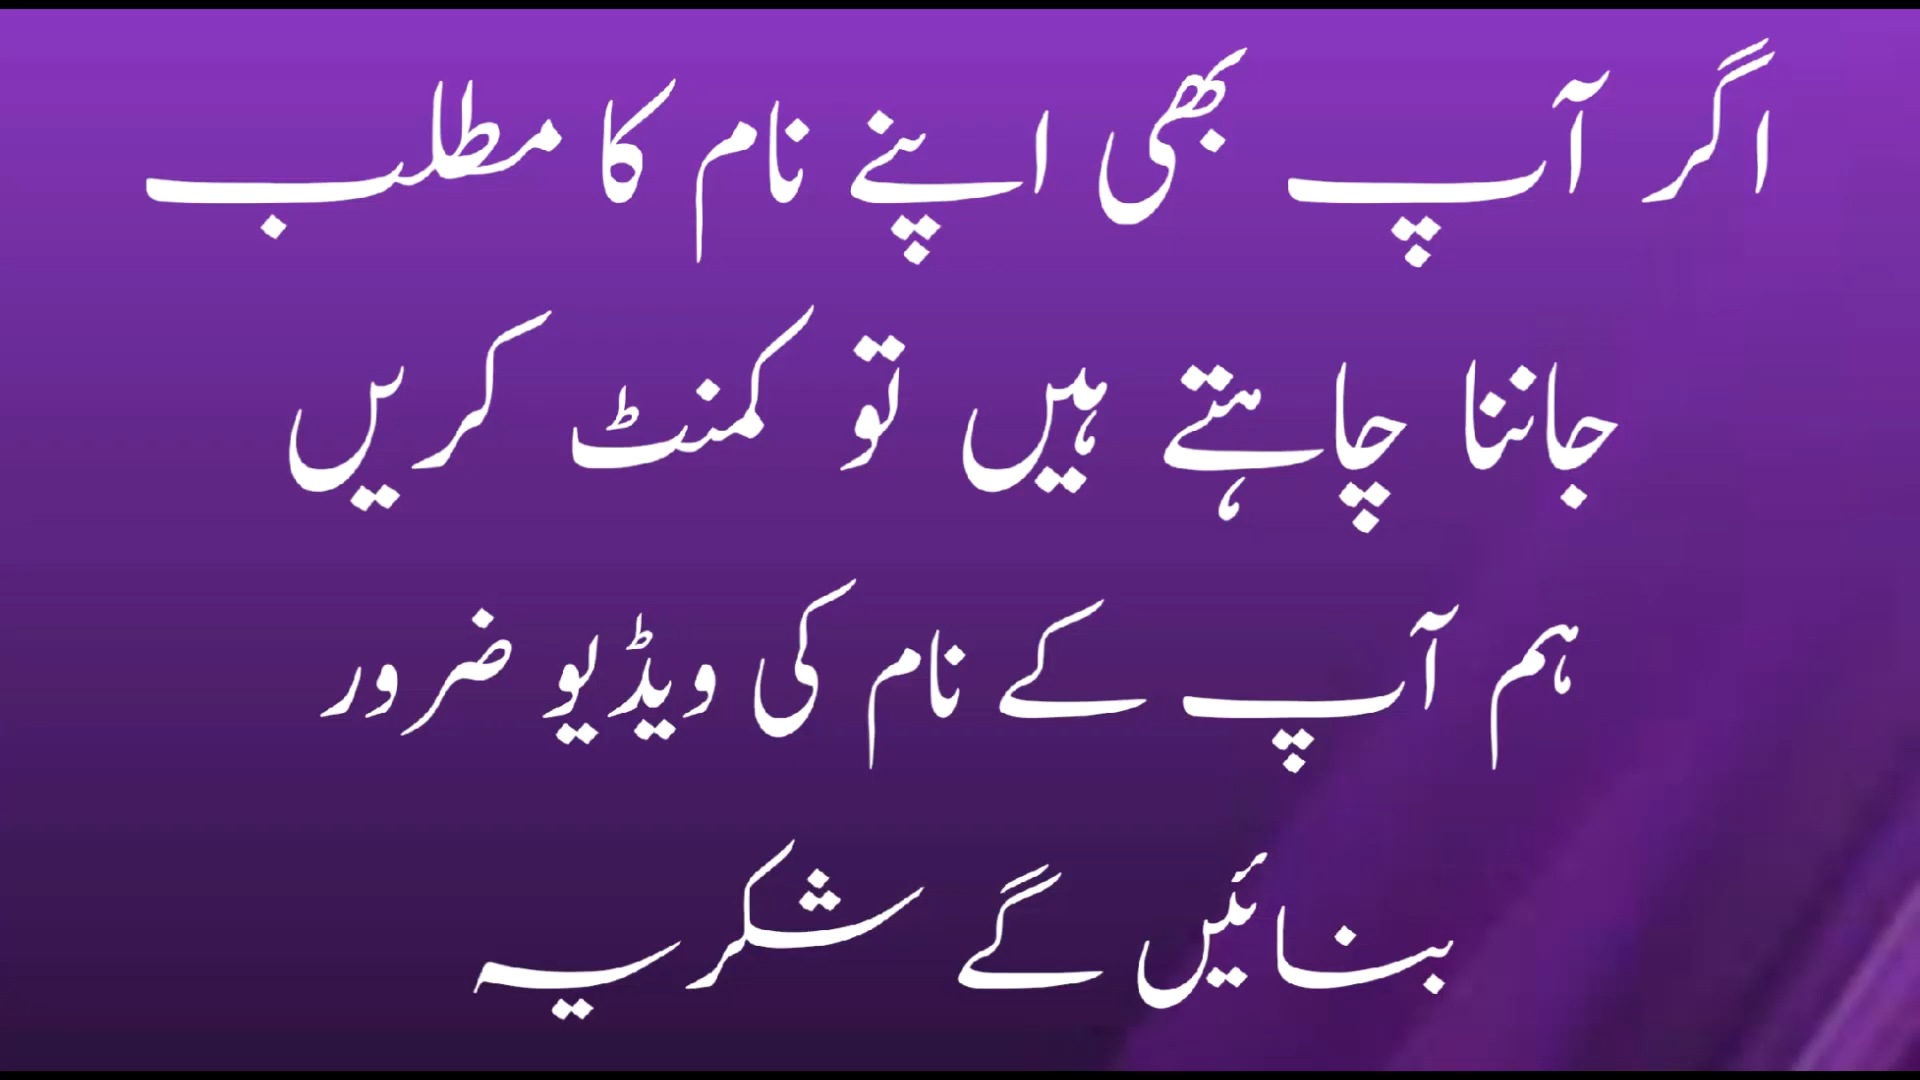 اگر آپ بھی اپنے نام کا مطلب
جاننا چاہتے ہیں تو کمنٹ کریں
ہم آپ کے نام کی ویڈیو ضرور
بنائیں گے شکریہ